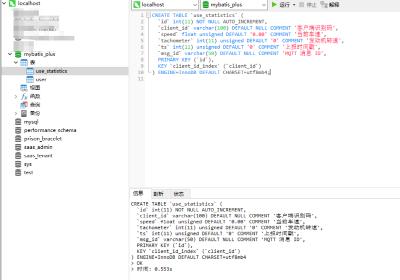 localhost
mybatis_plus
表
use_statistics
user
视图
函数
查询
备份
mysql
performance schema
prison_bracelet
saas_admin
saas_tenant
sys
test
localhost
mybatis_plus
运行
停止
解释
1 CREATE TABLE `use_statistics` (
2 `id` int(11) NOT NULL AUTO_INCREMENT,
3 `client_id` varchar(100) DEFAULT NULL COMMENT '客户端识别码',
4 `speed` float unsigned DEFAULT '0.00' COMMENT '当前车速',
5 `tachometer` int(11) unsigned DEFAULT '0' COMMENT '发动机转速',
6 `ts` int(11) unsigned DEFAULT '0' COMMENT '上报时间戳',
7 `msg_id` varchar(50) DEFAULT NULL COMMENT 'MQTT 消息 ID',
8 PRIMARY KEY (`id`),
9 KEY `client_id_index` (`client_id`)
10 ) ENGINE=InnoDB DEFAULT CHARSET=utf8mb4;
信息
剖析
状态
CREATE TABLE `use_statistics` (
`id` int(11) NOT NULL AUTO_INCREMENT,
`client_id` varchar(100) DEFAULT NULL COMMENT '客户端识别码',
`speed` float unsigned DEFAULT '0.00' COMMENT '当前车速',
`tachometer` int(11) unsigned DEFAULT '0' COMMENT '发动机转速',
`ts` int(11) unsigned DEFAULT '0' COMMENT '上报时间戳',
`msg_id` varchar(50) DEFAULT NULL COMMENT 'MQTT 消息 ID',
PRIMARY KEY (`id`),
KEY `client_id_index` (`client_id`)
) ENGINE=InnoDB DEFAULT CHARSET=utf8mb4
> OK
> 时间: 0.553s